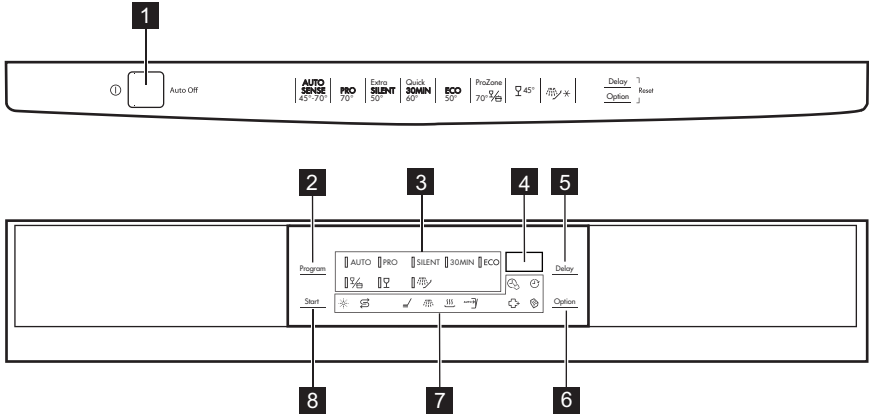 1
Auto Off
AUTO SENSE 45°-70°
PRO 70°
Extra SILENT 50°
Quick 30MIN 60°
ECO 50°
ProZone 70°
45°
Delay
Option
Reset
2
3
4
5
Program
AUTO PRO SILENT 30MIN ECO
Delay
Start
Option
8
7
6